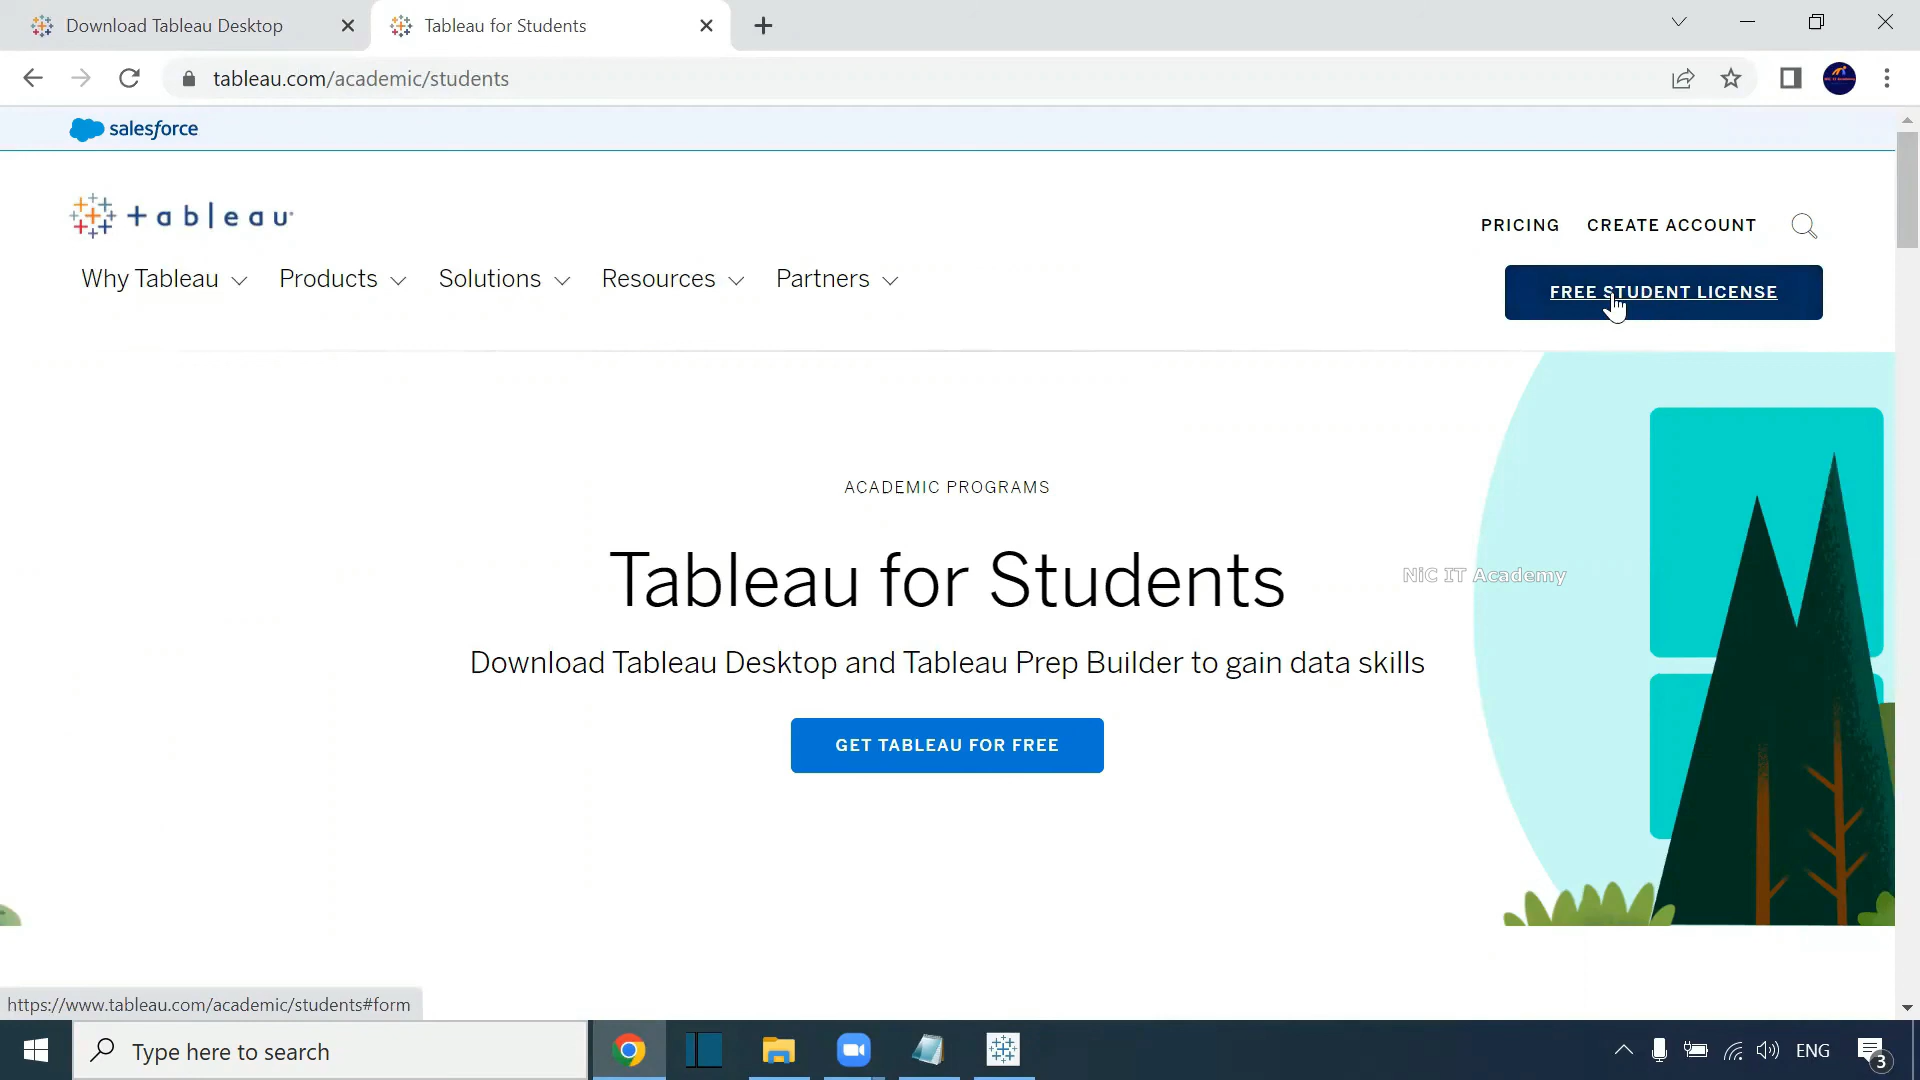 Download Tableau Desktop
Tableau for Students
tableau.com/academic/students
salesforce
+ableau
PRICING
CREATE ACCOUNT
Why Tableau
Products
Solutions
Resources
Partners
FREE STUDENT LICENSE
ACADEMIC PROGRAMS
Tableau for Students
NiC IT Academy
Download Tableau Desktop and Tableau Prep Builder to gain data skills
GET TABLEAU FOR FREE
https://www.tableau.com/academic/students#form
Type here to search
ENG
3